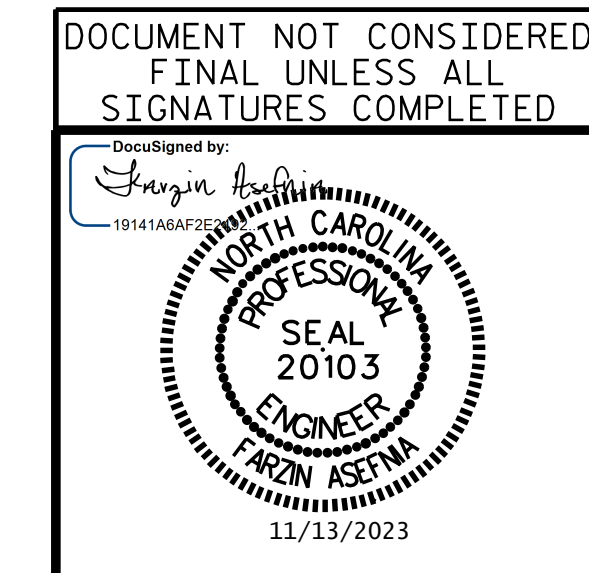 DOCUMENT NOT CONSIDERED
FINAL UNLESS ALL
SIGNATURES COMPLETED
DocuSigned by:
Farzin Asefnia
19141A6AF2E2492...
NORTH CAROLINA
PROFESSIONAL
SEAL
20103
ENGINEER
FARZIN ASEFNIA
11/13/2023